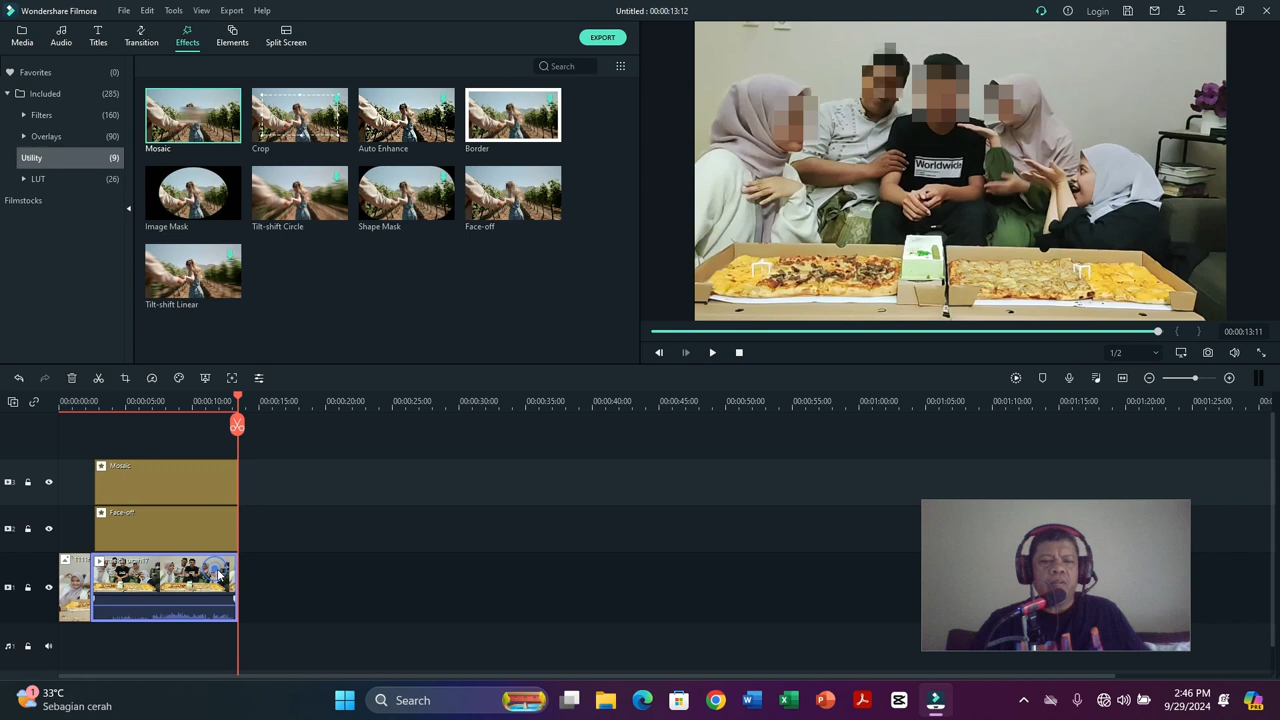 Wondershare Filmora
File Edit Tools View Export Help
Untitled : 00:00:13:12
Login
Media Audio Titles Transition Effects Elements Split Screen
EXPORT
Favorites (0)
Included (285)
Filters (160)
Overlays (90)
Utility (9)
LUT (26)
Filmstocks
Search
Mosaic Crop Auto Enhance Border
Image Mask Tilt-shift Circle Shape Mask Face-off
Tilt-shift Linear
Worldwide
00:00:13:11
1/2
00:00:00:00 00:00:05:00 00:00:10:00 00:00:15:00 00:00:20:00 00:00:25:00 00:00:30:00 00:00:35:00 00:00:40:00 00:00:45:00 00:00:50:00 00:00:55:00 00:01:00:00 00:01:05:00 00:01:10:00 00:01:15:00 00:01:20:00 00:01:25:00
3 Mosaic
2 Face-off
1
1
1 33°C
Sebagian cerah
Search
2:46 PM
9/29/2024
PRE